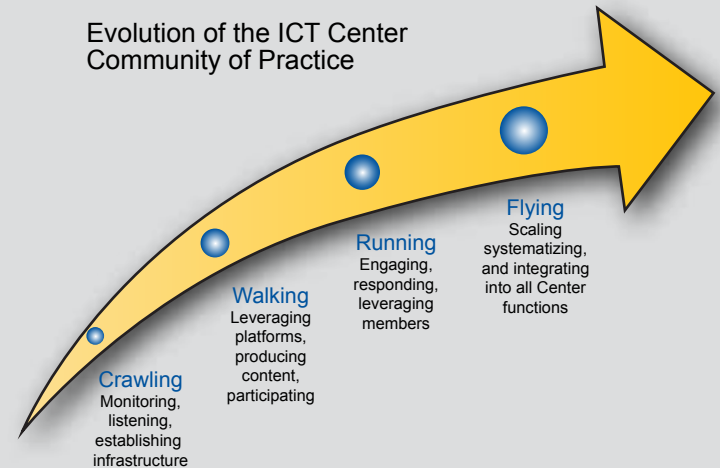 Evolution of the ICT Center
Community of Practice
Crawling
Monitoring,
listening,
establishing
infrastructure
Walking
Leveraging
platforms,
producing
content,
participating
Running
Engaging,
responding,
leveraging
members
Flying
Scaling
systematizing,
and integrating
into all Center
functions